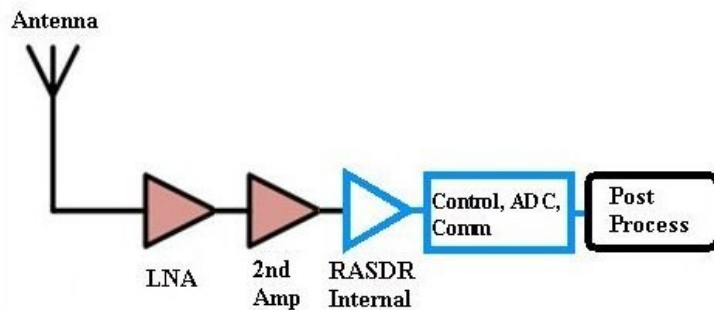 Antenna
LNA
2nd
Amp
RASDR
Internal
Control, ADC,
Comm
Post
Process